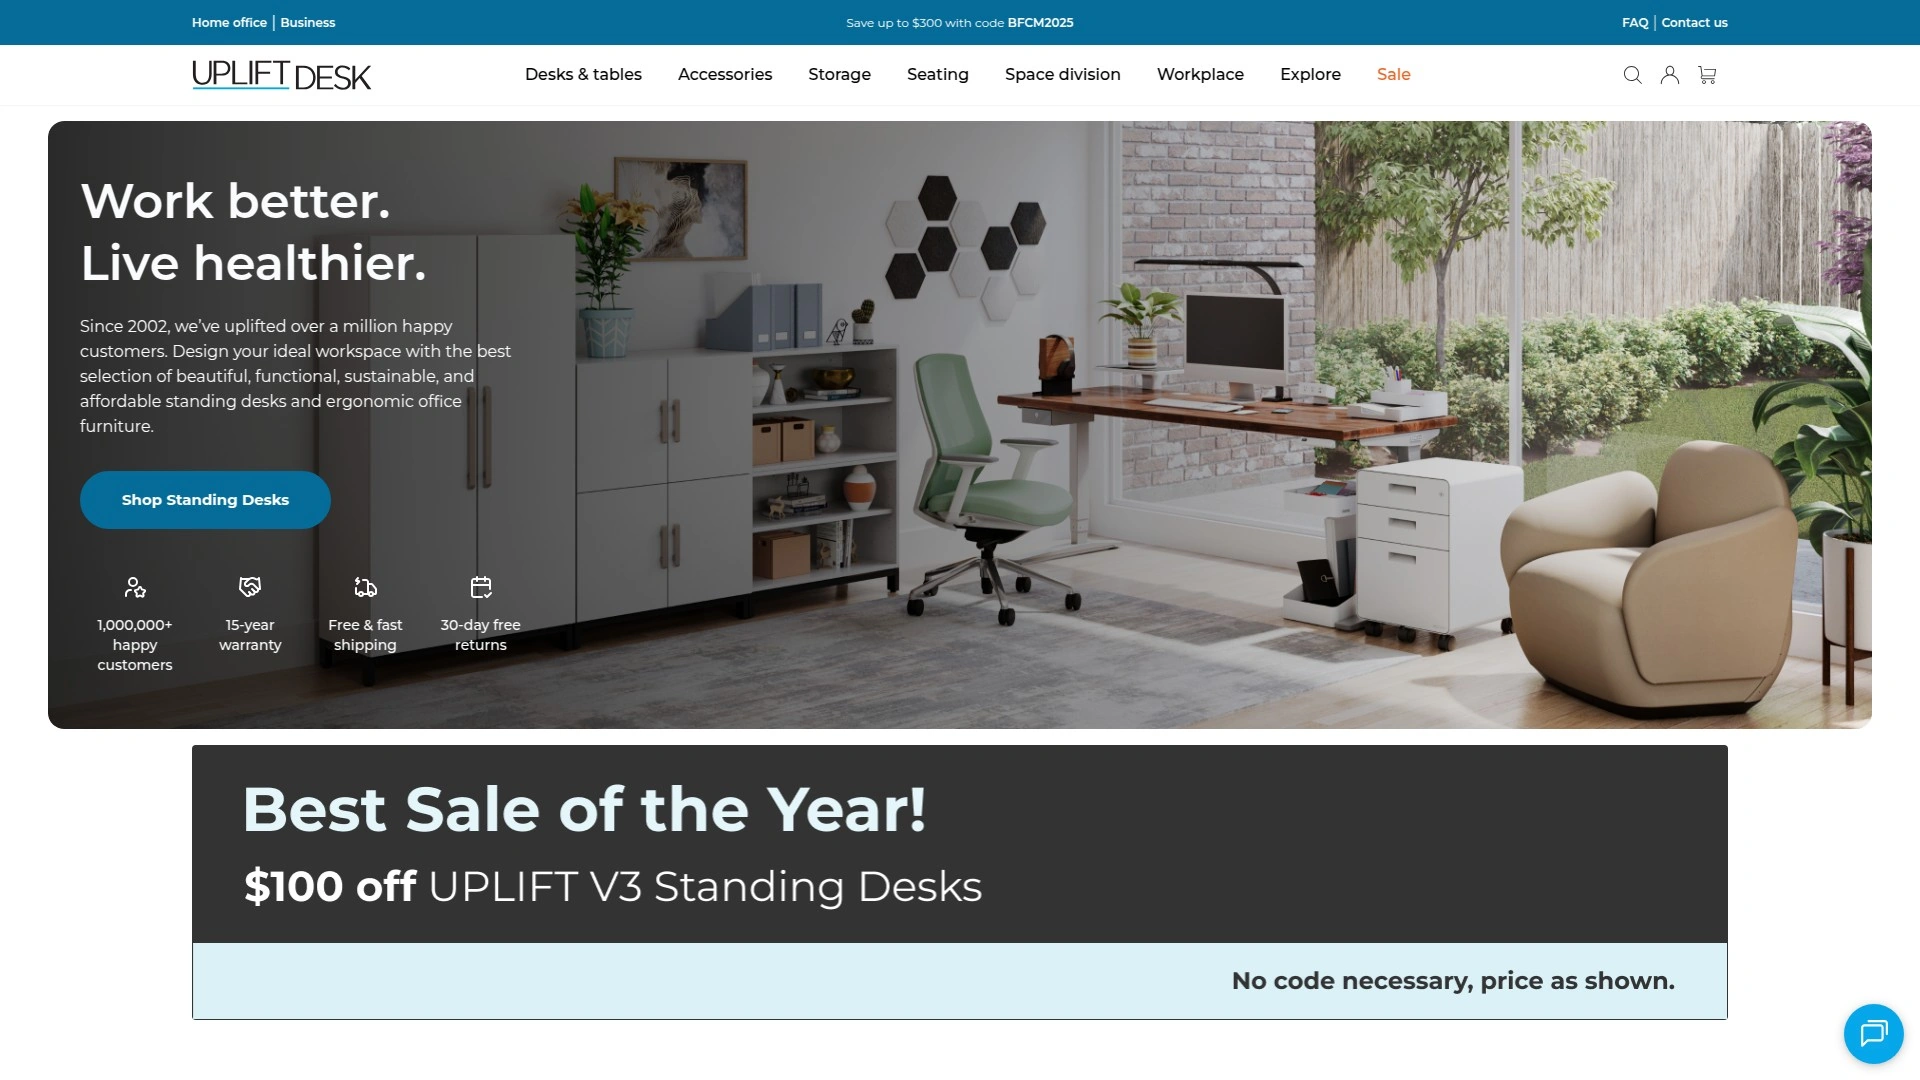 Home office | Business
Save up to $300 with code BFCM2025
FAQ | Contact us
UPLIFT DESK
Desks & tables
Accessories
Storage
Seating
Space division
Workplace
Explore
Sale
Work better.
Live healthier.
Since 2002, we’ve uplifted over a million happy
customers. Design your ideal workspace with the best
selection of beautiful, functional, sustainable, and
affordable standing desks and ergonomic office
furniture.
Shop Standing Desks
1,000,000+
happy
customers
15-year
warranty
Free & fast
shipping
30-day free
returns
Best Sale of the Year!
$100 off UPLIFT V3 Standing Desks
No code necessary, price as shown.